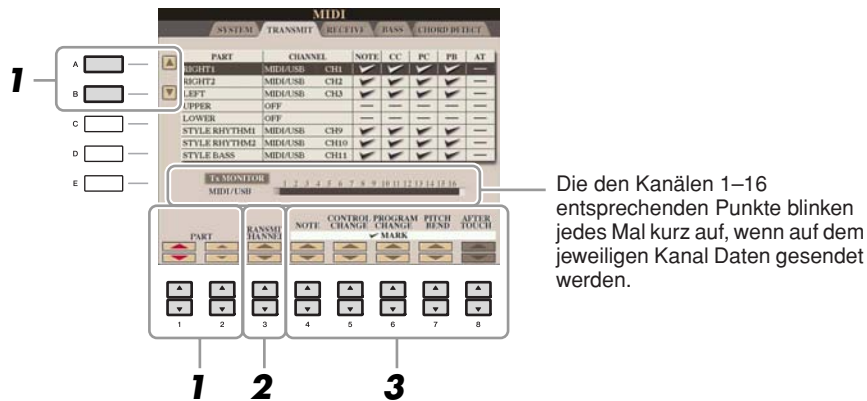 MIDI
SYSTEM TRANSMIT RECEIVE BASS CHORD DETECT
PART CHANNEL NOTE CC PC PB AT
RIGHT1 MIDI/USB CH1
RIGHT2 MIDI/USB CH2
LEFT MIDI/USB CH3
UPPER OFF
LOWER OFF
STYLE RHYTHM1 MIDI/USB CH9
STYLE RHYTHM2 MIDI/USB CH10
STYLE BASS MIDI/USB CH11
A
B
C
D
E
1
Tx MONITOR
MIDI/USB 1 2 3 4 5 6 7 8 9 10 11 12 13 14 15 16
Die den Kanälen 1–16
entsprechenden Punkte blinken
jedes Mal kurz auf, wenn auf dem
jeweiligen Kanal Daten gesendet
werden.
PART
TRANSMIT
CHANNEL
NOTE
CONTROL
CHANGE
PROGRAM
CHANGE
PITCH
BEND
AFTER
TOUCH
MARK
1 2 3 4 5 6 7 8
1 2 3